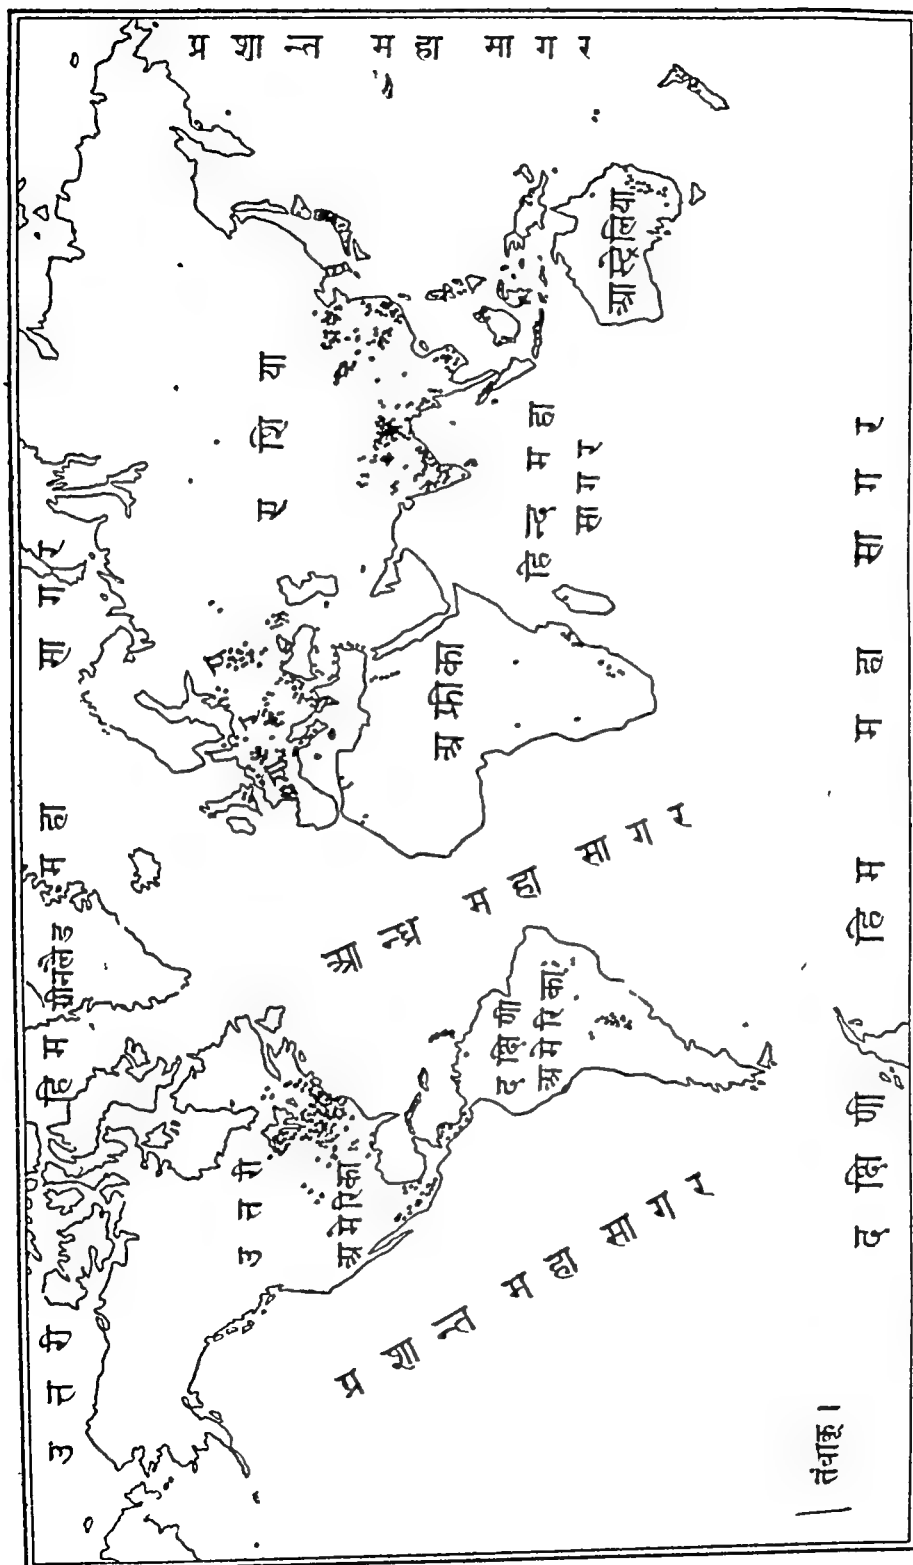 उत्तरी हिम महा सागर
ग्रीनलैंड
उत्तरी
अमेरिका
एशिया
प्रशान्त महा सागर
आन्ध्र महा सागर
अफ्रीका
प्रशान्त महा सागर
दक्षिणी
अमेरिका
हिन्द महा
सागर
आस्ट्रेलिया
दक्षिणी हिम महा सागर
तंबाकू ।